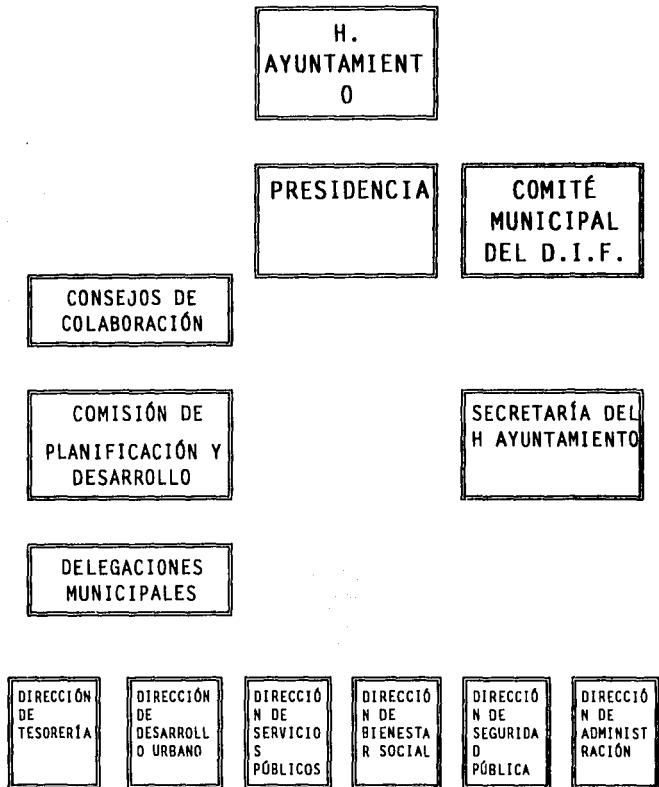 H.
AYUNTAMIENT
O
PRESIDENCIA
COMITÉ
MUNICIPAL
DEL D.I.F.
CONSEJOS DE
COLABORACIÓN
COMISIÓN DE
PLANIFICACIÓN Y
DESARROLLO
SECRETARÍA DEL
H AYUNTAMIENTO
DELEGACIONES
MUNICIPALES
DIRECCIÓN
DE
TESORERÍA
DIRECCIÓN
DE
DESARROLL
O URBANO
DIRECCIÓ
N DE
SERVICIO
S
PÚBLICOS
DIRECCIÓ
N DE
BIENESTA
R SOCIAL
DIRECCIÓ
N DE
SEGURIDA
D
PÚBLICA
DIRECCIÓ
N DE
ADMINIST
RACIÓN